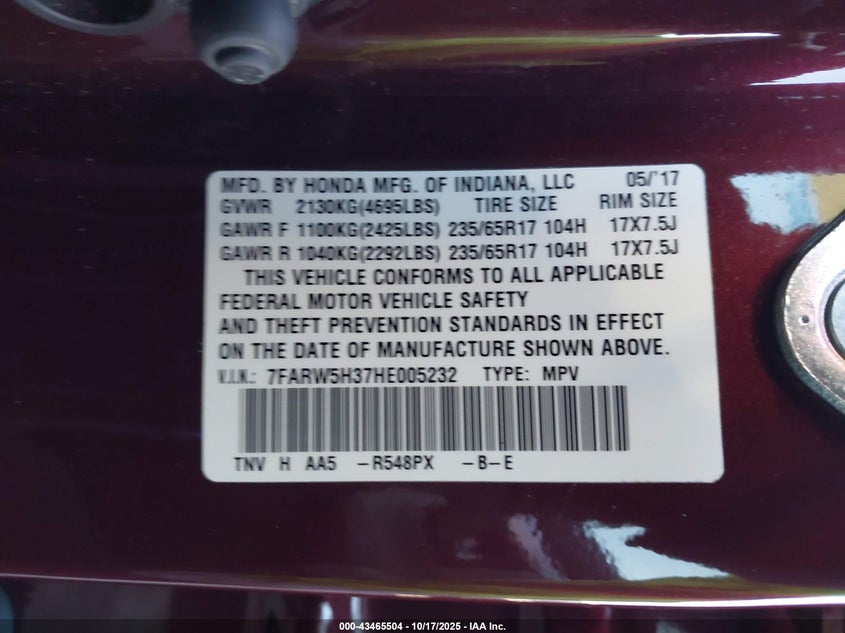 MFD. BY HONDA MFG. OF INDIANA, LLC 05/'17
GVWR 2130KG(4695LBS) TIRE SIZE RIM SIZE
GAWR F 1100KG(2425LBS) 235/65R17 104H 17X7.5J
GAWR R 1040KG(2292LBS) 235/65R17 104H 17X7.5J
THIS VEHICLE CONFORMS TO ALL APPLICABLE
FEDERAL MOTOR VEHICLE SAFETY
AND THEFT PREVENTION STANDARDS IN EFFECT
ON THE DATE OF MANUFACTURE SHOWN ABOVE.
V.I.N.: 7FARW5H37HE005232 TYPE: MPV
TNV H AA5 -R548PX -B-E
000-43465504 - 10/17/2025 - IAA Inc.